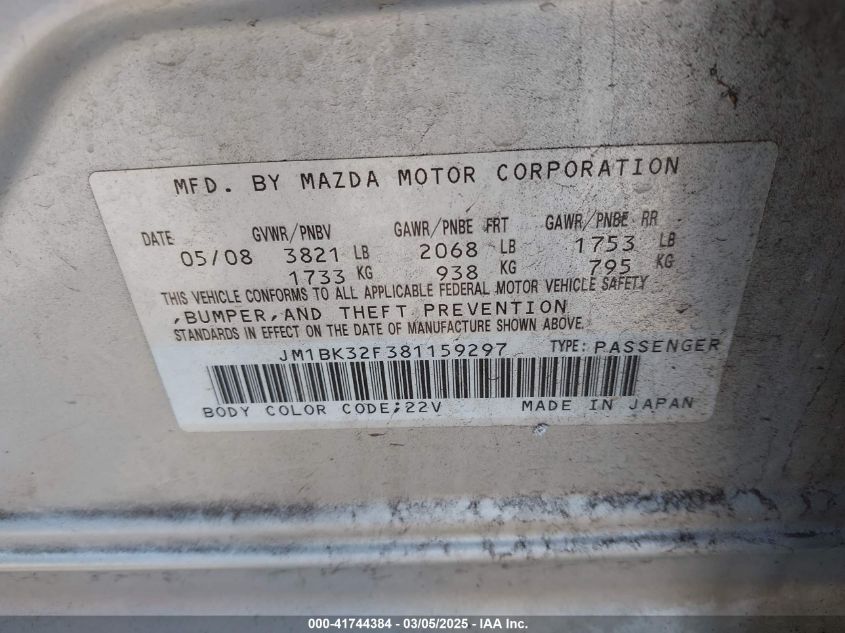 MFD. BY MAZDA MOTOR CORPORATION
DATE GVWR/PNBV GAWR/PNBE FRT GAWR/PNBE RR
05/08 3821 LB 2068 LB 1753 LB
1733 KG 938 KG 795 KG
THIS VEHICLE CONFORMS TO ALL APPLICABLE FEDERAL MOTOR VEHICLE SAFETY
,BUMPER,AND THEFT PREVENTION
STANDARDS IN EFFECT ON THE DATE OF MANUFACTURE SHOWN ABOVE.
JM1BK32F381159297 TYPE: PASSENGER
BODY COLOR CODE;22V MADE IN JAPAN
000-41744384 - 03/05/2025 - IAA Inc.